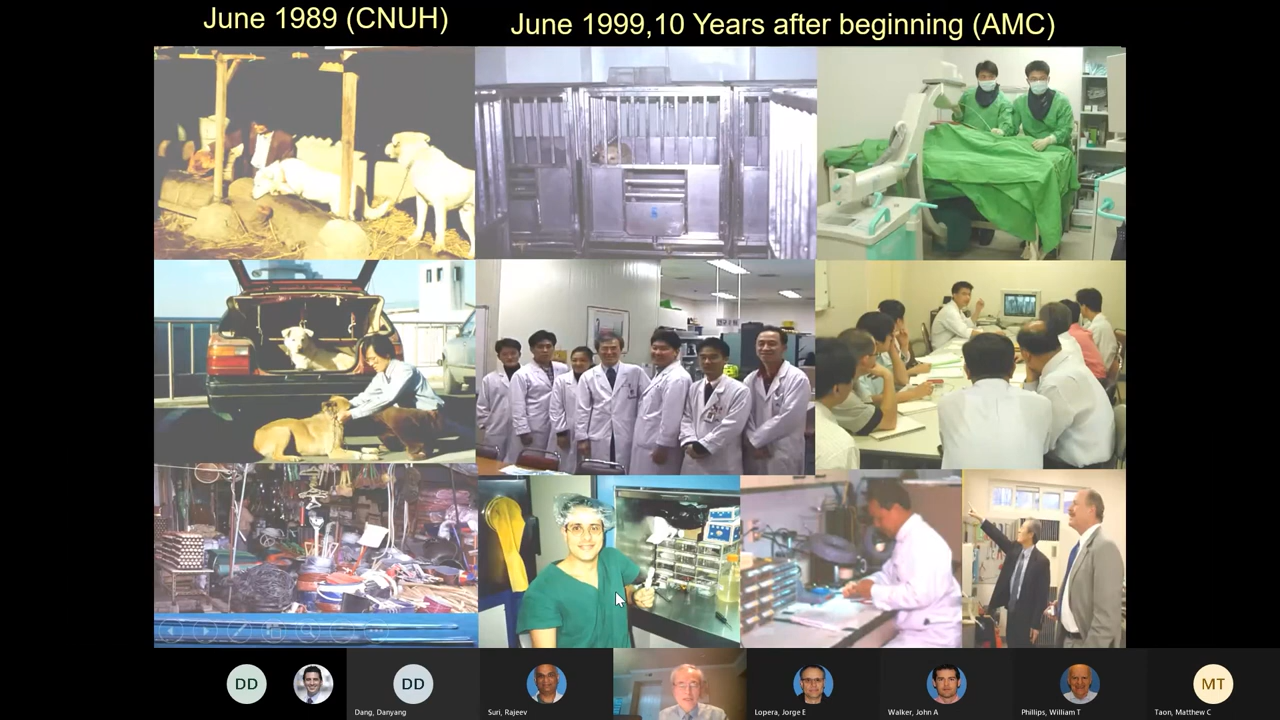 June 1989 (CNUH)
June 1999,10 Years after beginning (AMC)
DD
DD
MT
Dang, Danyang
Suri, Rajeev
Lopera, Jorge E
Walker, John A
Phillips, William T
Taon, Matthew C